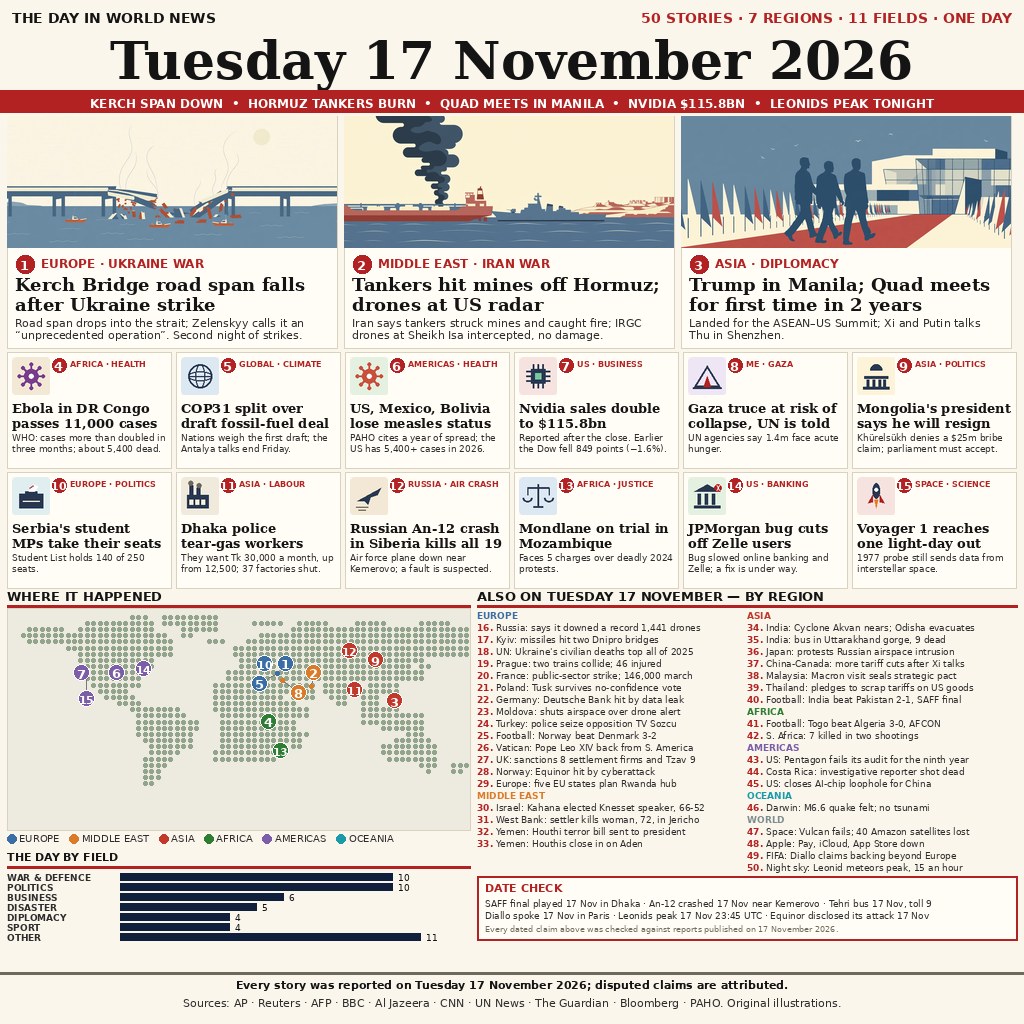 THE DAY IN WORLD NEWS
50 STORIES · 7 REGIONS · 11 FIELDS · ONE DAY
Tuesday 17 November 2026
KERCH SPAN DOWN • HORMUZ TANKERS BURN • QUAD MEETS IN MANILA • NVIDIA $115.8BN • LEONIDS PEAK TONIGHT
1 EUROPE · UKRAINE WAR
Kerch Bridge road span falls
after Ukraine strike
Road span drops into the strait; Zelenskyy calls it an
“unprecedented operation”. Second night of strikes.
2 MIDDLE EAST · IRAN WAR
Tankers hit mines off Hormuz;
drones at US radar
Iran says tankers struck mines and caught fire; IRGC
drones at Sheikh Isa intercepted, no damage.
3 ASIA · DIPLOMACY
Trump in Manila; Quad meets
for first time in 2 years
Landed for the ASEAN–US Summit; Xi and Putin talks
Thu in Shenzhen.
4 AFRICA · HEALTH
Ebola in DR Congo
passes 11,000 cases
WHO: cases more than doubled in
three months; about 5,400 dead.
5 GLOBAL · CLIMATE
COP31 split over
draft fossil-fuel deal
Nations weigh the first draft; the
Antalya talks end Friday.
6 AMERICAS · HEALTH
US, Mexico, Bolivia
lose measles status
PAHO cites a year of spread; the
US has 5,400+ cases in 2026.
7 US · BUSINESS
Nvidia sales double
to $115.8bn
Reported after the close. Earlier
the Dow fell 849 points (−1.6%).
8 ME · GAZA
Gaza truce at risk of
collapse, UN is told
UN agencies say 1.4m face acute
hunger.
9 ASIA · POLITICS
Mongolia's president
says he will resign
Khürelsükh denies a $25m bribe
claim; parliament must accept.
10 EUROPE · POLITICS
Serbia's student
MPs take their seats
Student List holds 140 of 250
seats.
11 ASIA · LABOUR
Dhaka police
tear-gas workers
They want Tk 30,000 a month, up
from 12,500; 37 factories shut.
12 RUSSIA · AIR CRASH
Russian An-12 crash
in Siberia kills all 19
Air force plane down near
Kemerovo; a fault is suspected.
13 AFRICA · JUSTICE
Mondlane on trial in
Mozambique
Faces 5 charges over deadly 2024
protests.
14 US · BANKING
JPMorgan bug cuts
off Zelle users
Bug slowed online banking and
Zelle; a fix is under way.
15 SPACE · SCIENCE
Voyager 1 reaches
one light-day out
1977 probe still sends data from
interstellar space.
WHERE IT HAPPENED
7
6
14
15
10
1
5
2
8
12
9
11
3
4
13
EUROPE
MIDDLE EAST
ASIA
AFRICA
AMERICAS
OCEANIA
THE DAY BY FIELD
WAR & DEFENCE 10
POLITICS 10
BUSINESS 6
DISASTER 5
DIPLOMACY 4
SPORT 4
OTHER 11
ALSO ON TUESDAY 17 NOVEMBER — BY REGION
EUROPE
16. Russia: says it downed a record 1,441 drones
17. Kyiv: missiles hit two Dnipro bridges
18. UN: Ukraine's civilian deaths top all of 2025
19. Prague: two trains collide; 46 injured
20. France: public-sector strike; 146,000 march
21. Poland: Tusk survives no-confidence vote
22. Germany: Deutsche Bank hit by data leak
23. Moldova: shuts airspace over drone alert
24. Turkey: police seize opposition TV Sozcu
25. Football: Norway beat Denmark 3-2
26. Vatican: Pope Leo XIV back from S. America
27. UK: sanctions 8 settlement firms and Tzav 9
28. Norway: Equinor hit by cyberattack
29. Europe: five EU states plan Rwanda hub
MIDDLE EAST
30. Israel: Kahana elected Knesset speaker, 66-52
31. West Bank: settler kills woman, 72, in Jericho
32. Yemen: Houthi terror bill sent to president
33. Yemen: Houthis close in on Aden
ASIA
34. India: Cyclone Akvan nears; Odisha evacuates
35. India: bus in Uttarakhand gorge, 9 dead
36. Japan: protests Russian airspace intrusion
37. China-Canada: more tariff cuts after Xi talks
38. Malaysia: Macron visit seals strategic pact
39. Thailand: pledges to scrap tariffs on US goods
40. Football: India beat Pakistan 2-1, SAFF final
AFRICA
41. Football: Togo beat Algeria 3-0, AFCON
42. S. Africa: 7 killed in two shootings
AMERICAS
43. US: Pentagon fails its audit for the ninth year
44. Costa Rica: investigative reporter shot dead
45. US: closes AI-chip loophole for China
OCEANIA
46. Darwin: M6.6 quake felt; no tsunami
WORLD
47. Space: Vulcan fails; 40 Amazon satellites lost
48. Apple: Pay, iCloud, App Store down
49. FIFA: Diallo claims backing beyond Europe
50. Night sky: Leonid meteors peak, 15 an hour
DATE CHECK
SAFF final played 17 Nov in Dhaka · An-12 crashed 17 Nov near Kemerovo · Tehri bus 17 Nov, toll 9
Diallo spoke 17 Nov in Paris · Leonids peak 17 Nov 23:45 UTC · Equinor disclosed its attack 17 Nov
Every dated claim above was checked against reports published on 17 November 2026.
Every story was reported on Tuesday 17 November 2026; disputed claims are attributed.
Sources: AP · Reuters · AFP · BBC · Al Jazeera · CNN · UN News · The Guardian · Bloomberg · PAHO. Original illustrations.